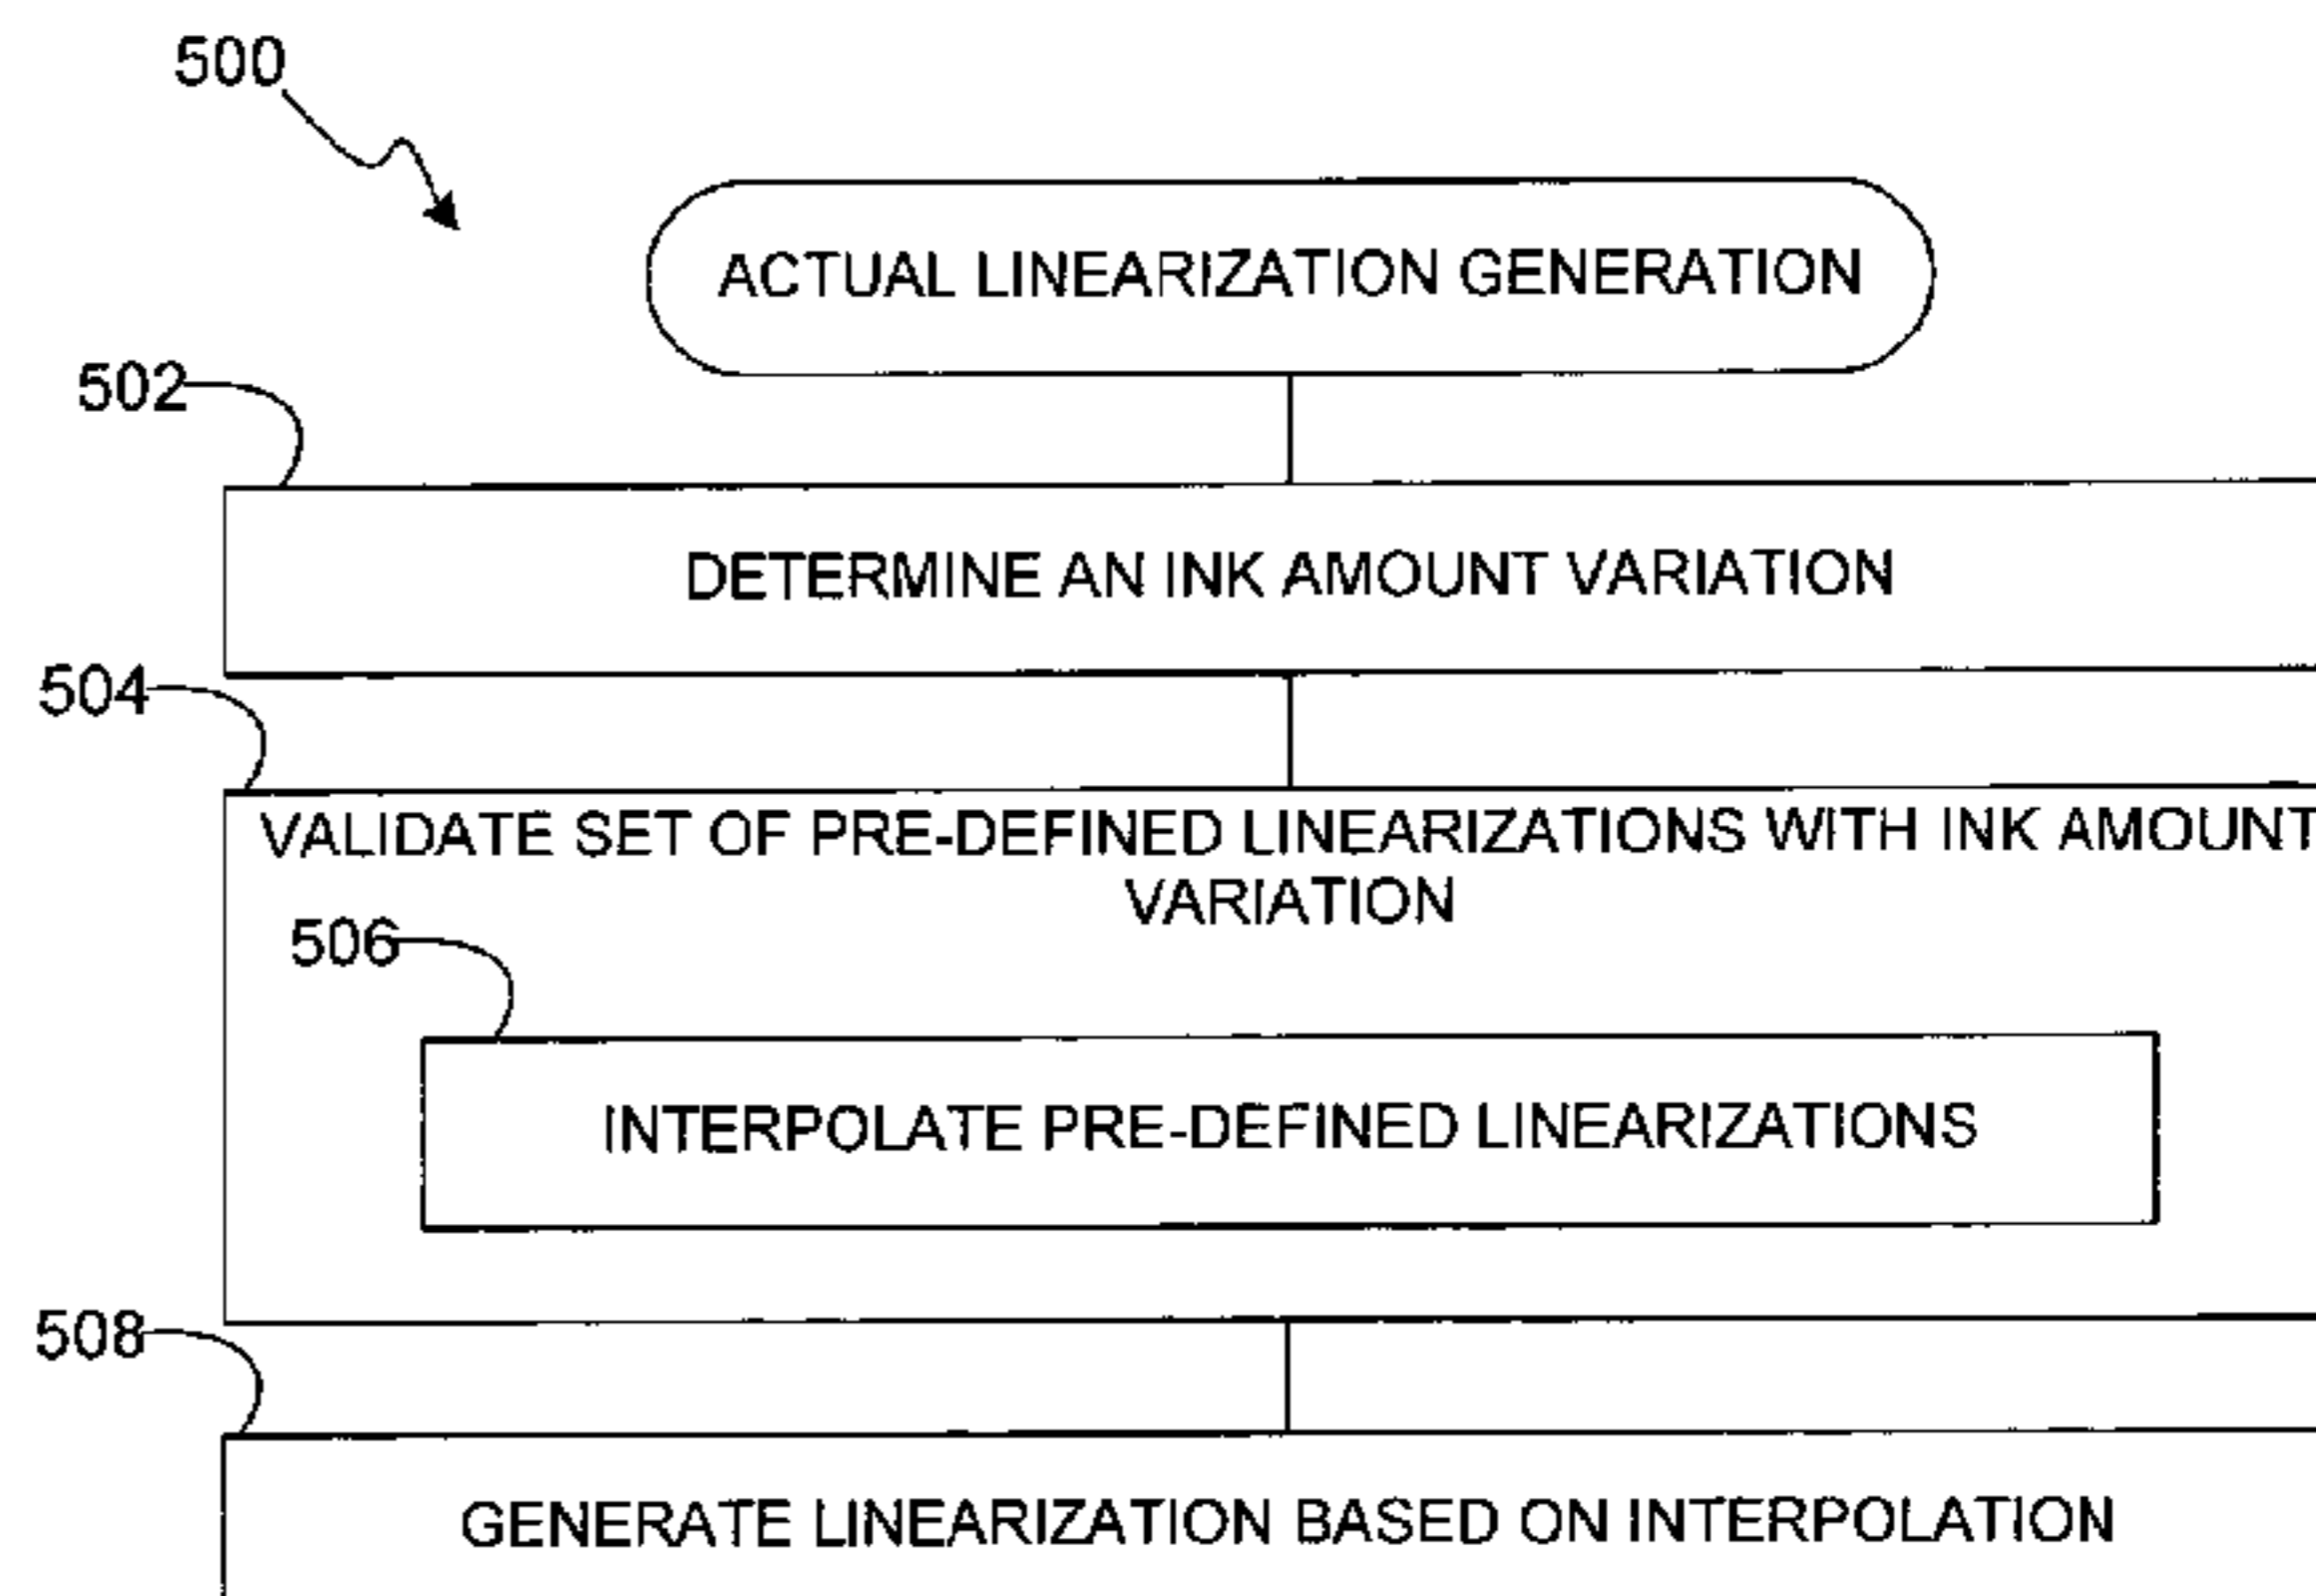 500
ACTUAL LINEARIZATION GENERATION
502
DETERMINE AN INK AMOUNT VARIATION
504
VALIDATE SET OF PRE-DEFINED LINEARIZATIONS WITH INK AMOUNT
VARIATION
506
INTERPOLATE PRE-DEFINED LINEARIZATIONS
508
GENERATE LINEARIZATION BASED ON INTERPOLATION